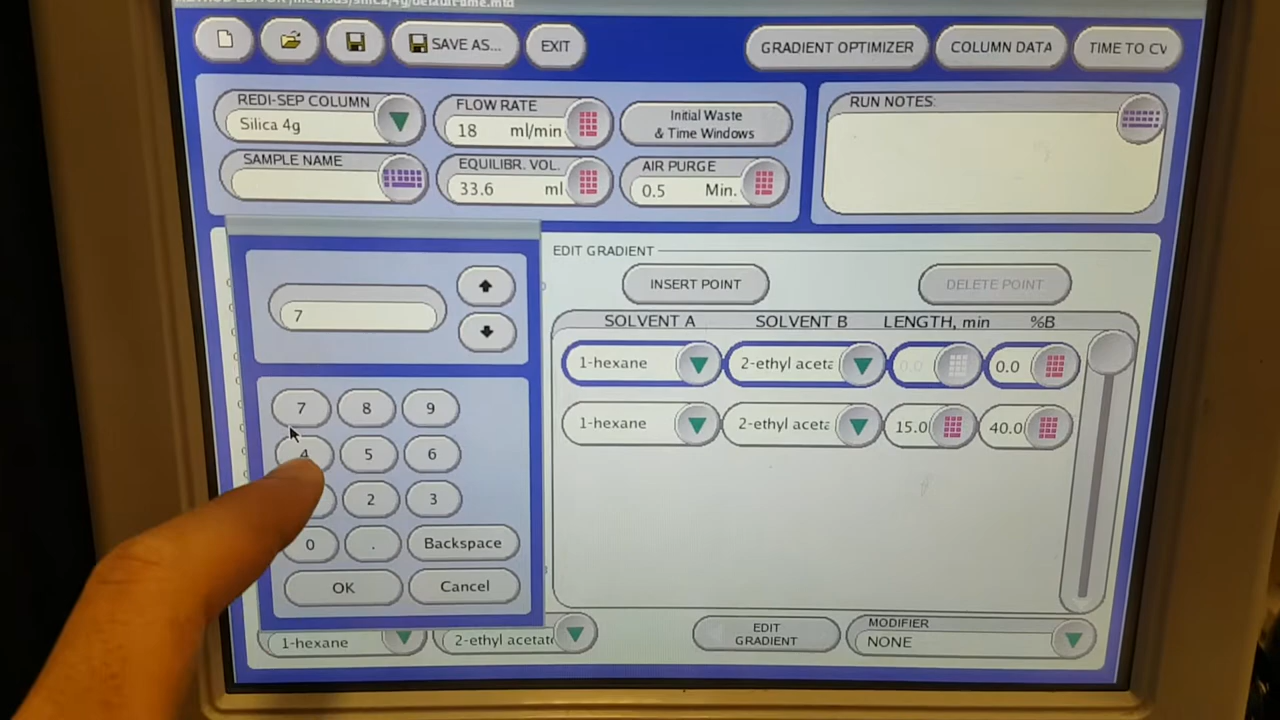 SAVE AS...
EXIT
GRADIENT OPTIMIZER
COLUMN DATA
TIME TO CV
REDI-SEP COLUMN
Silica 4g
FLOW RATE
18 ml/min
Initial Waste
& Time Windows
RUN NOTES:
SAMPLE NAME
EQUILIBR. VOL.
33.6 ml
AIR PURGE
0.5 Min.
EDIT GRADIENT
INSERT POINT
DELETE POINT
7
SOLVENT A SOLVENT B LENGTH, min %B
1-hexane 2-ethyl aceta 0.0 0.0
1-hexane 2-ethyl aceta 15.0 40.0
7 8 9
4 5 6
2 3
0 . Backspace
OK Cancel
1-hexane 2-ethyl acetat
EDIT
GRADIENT
MODIFIER
NONE